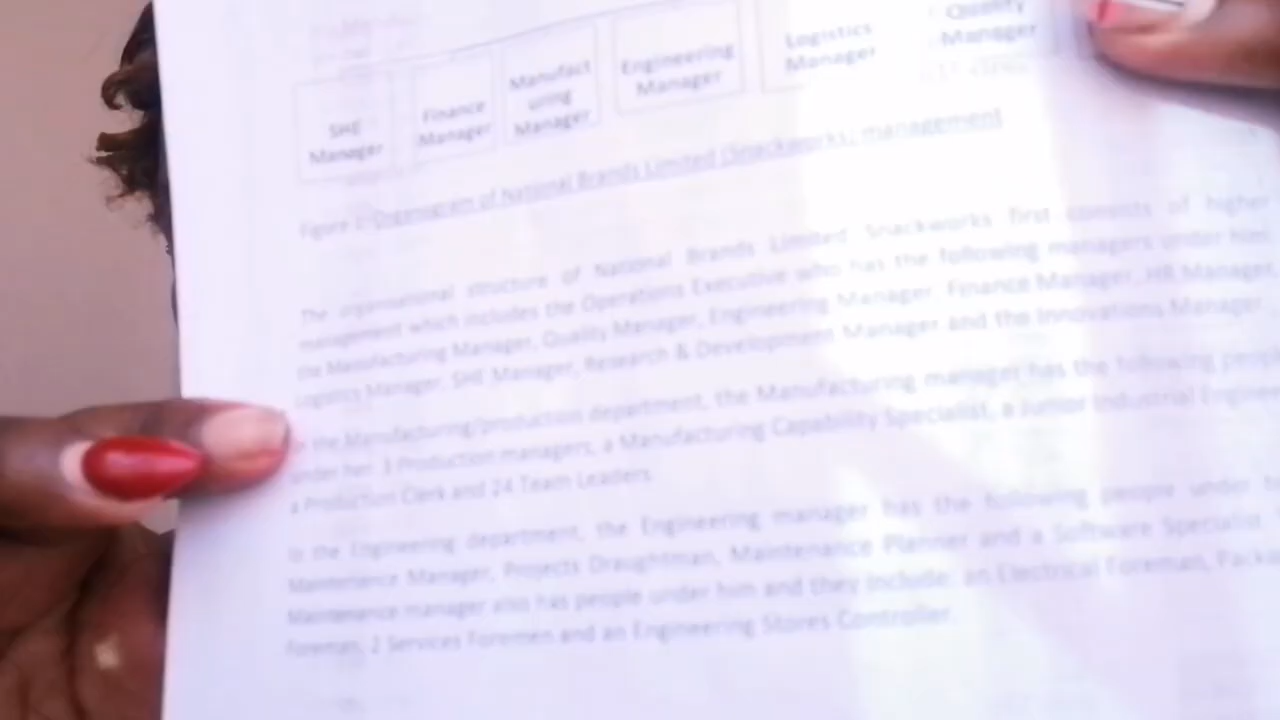 SHE Manager
Finance Manager
Manufact uring Manager
Engineering Manager
Logistics Manager
Quality Manager
Figure 1: Organogram of National Brands Limited (Snackworks) management
The organisational structure of National Brands Limited Snackworks first consists of higher
management which includes the Operations Executive who has the following managers under him
the Manufacturing Manager, Quality Manager, Engineering Manager, Finance Manager, HR Manager,
Logistics Manager, SHE Manager, Research & Development Manager and the Innovations Manager.
the Manufacturing/production department, the Manufacturing manager has the following people
under her: 3 Production managers, a Manufacturing Capability Specialist, a Junior Industrial Engineer
a Production Clerk and 24 Team Leaders.
In the Engineering department, the Engineering manager has the following people under
Maintenance Manager, Projects Draughtman, Maintenance Planner and a Software Specialist.
Maintenance manager also has people under him and they include: an Electrical Foreman, Packa
Foreman, 2 Services Foremen and an Engineering Stores Controller.